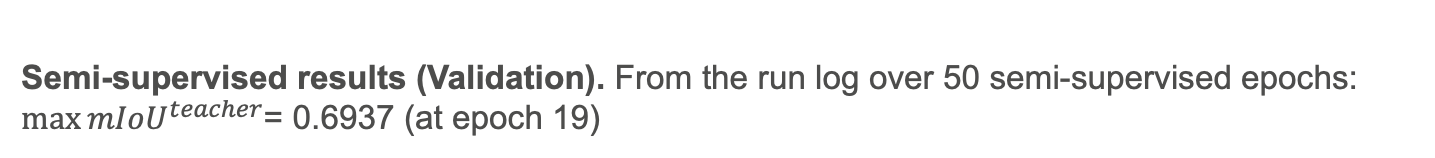 Semi-supervised results (Validation). From the run log over 50 semi-supervised epochs:
max mIoU^teacher = 0.6937 (at epoch 19)